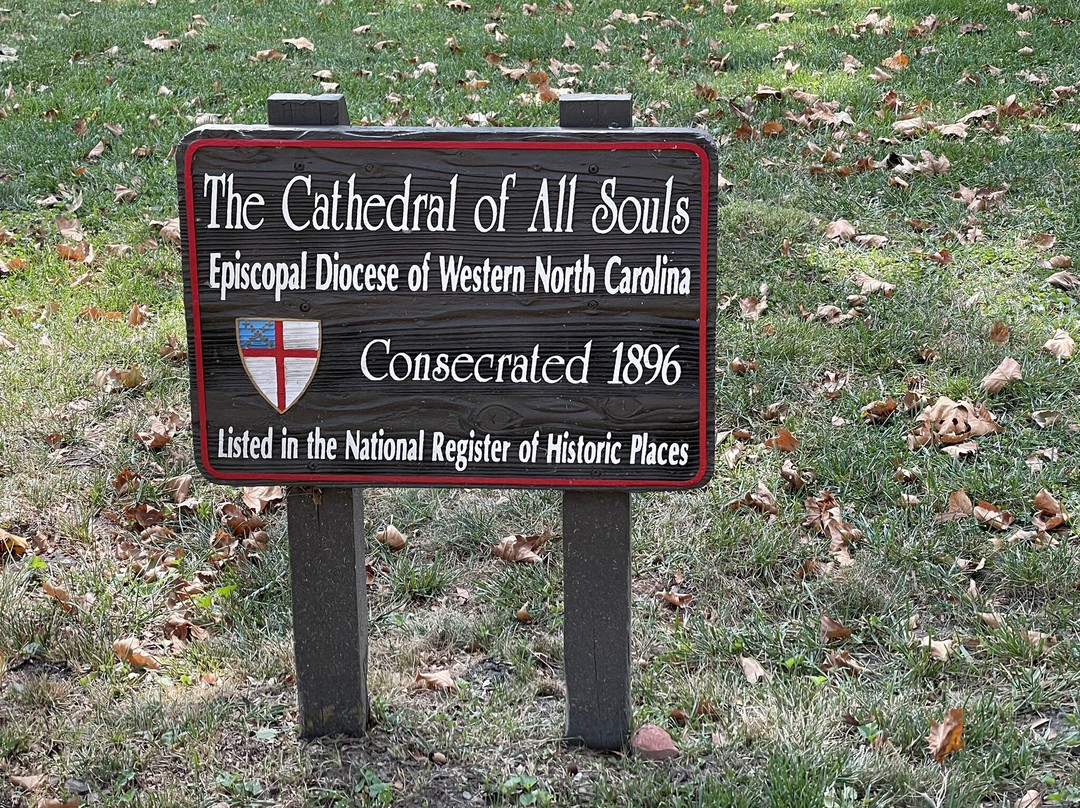 The Cathedral of All Souls
Episcopal Diocese of Western North Carolina
Consecrated 1896
Listed in the National Register of Historic Places